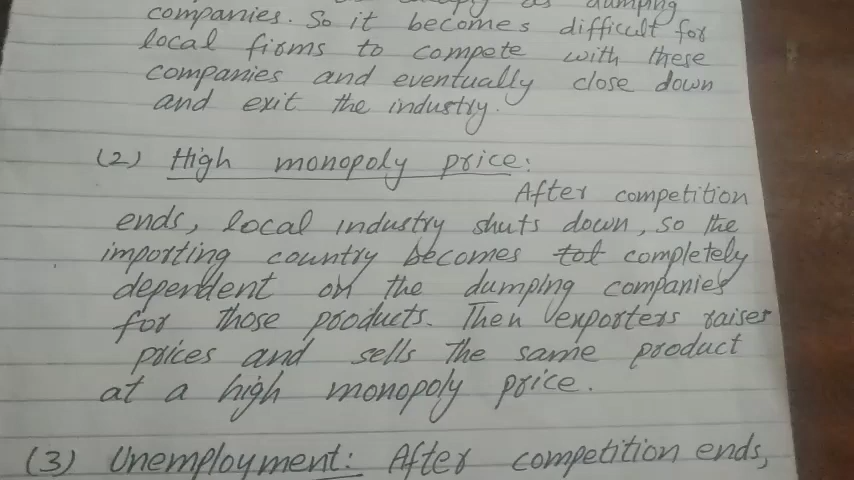 as dumping
companies. So it becomes difficult for
local firms to compete with these
companies and eventually close down
and exit the industry.
(2) High monopoly price:
After competition
ends, local industry shuts down, so the
importing country becomes tot completely
dependent on the dumping companies
for those products. Then exporters raises
prices and sells the same product
at a high monopoly price.
(3) Unemployment: After competition ends,